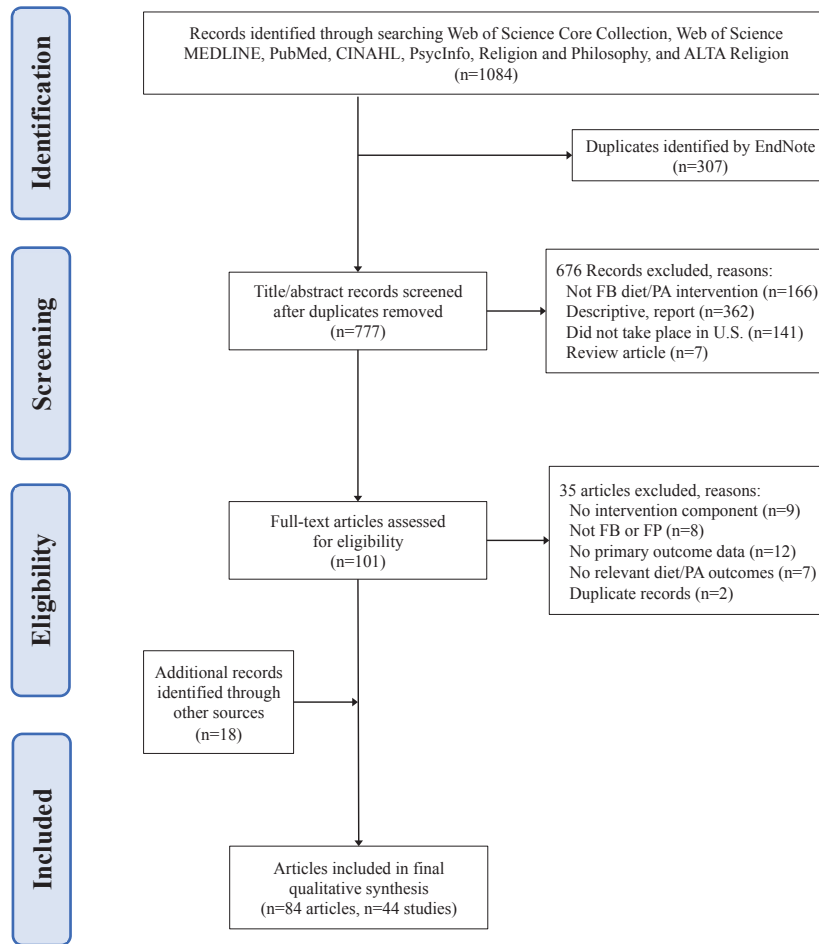 Identification
Records identified through searching Web of Science Core Collection, Web of Science
MEDLINE, PubMed, CINAHL, PsycInfo, Religion and Philosophy, and ALTA Religion
(n=1084)
Duplicates identified by EndNote
(n=307)
Screening
Title/abstract records screened
after duplicates removed
(n=777)
676 Records excluded, reasons:
Not FB diet/PA intervention (n=166)
Descriptive, report (n=362)
Did not take place in U.S. (n=141)
Review article (n=7)
Eligibility
Full-text articles assessed
for eligibility
(n=101)
35 articles excluded, reasons:
No intervention component (n=9)
Not FB or FP (n=8)
No primary outcome data (n=12)
No relevant diet/PA outcomes (n=7)
Duplicate records (n=2)
Additional records
identified through
other sources
(n=18)
Included
Articles included in final
qualitative synthesis
(n=84 articles, n=44 studies)